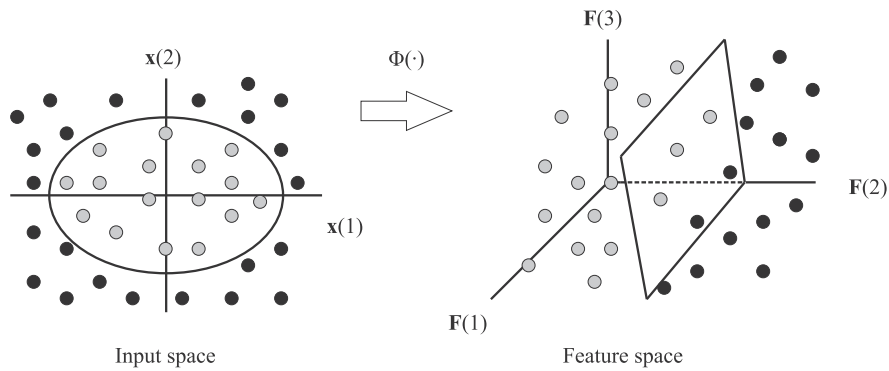 x(2)
x(1)
Input space
Φ(·)
F(3)
F(2)
F(1)
Feature space